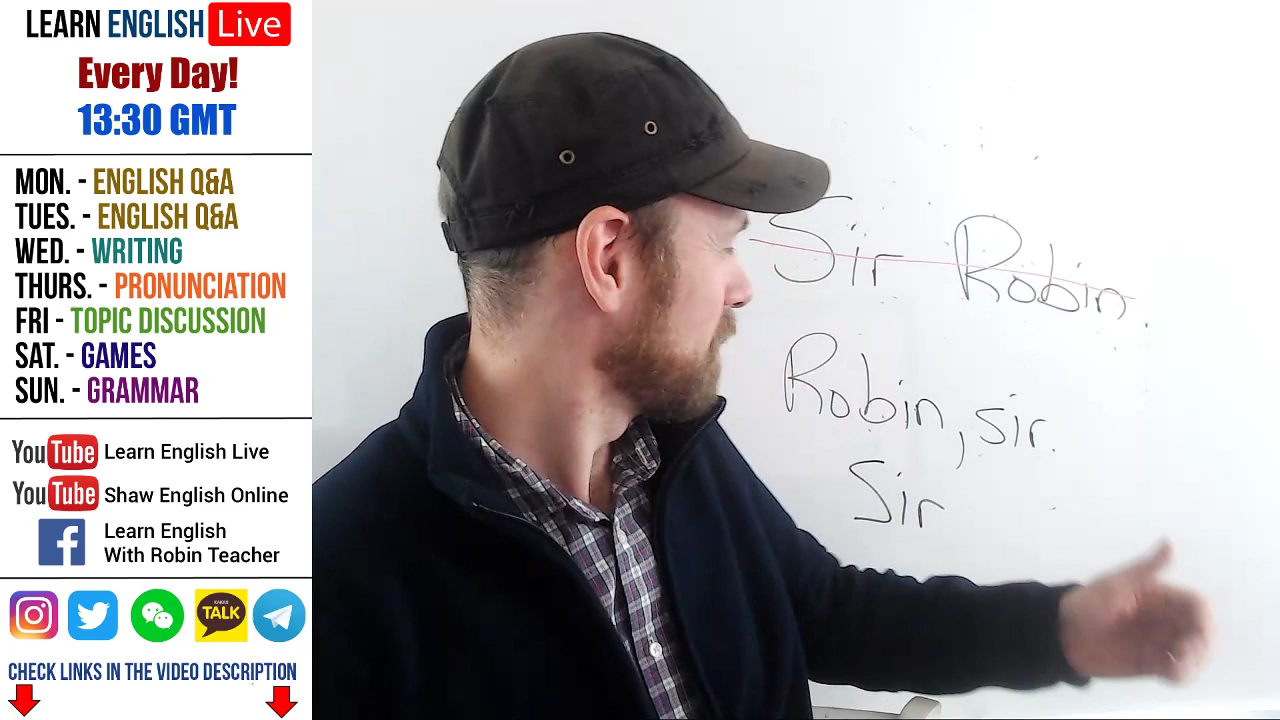 LEARN ENGLISH Live
Every Day!
13:30 GMT
MON. - ENGLISH Q&A
TUES. - ENGLISH Q&A
WED. - WRITING
THURS. - PRONUNCIATION
FRI - TOPIC DISCUSSION
SAT. - GAMES
SUN. - GRAMMAR
YouTube Learn English Live
YouTube Shaw English Online
f Learn English
With Robin Teacher
KAKAO
TALK
CHECK LINKS IN THE VIDEO DESCRIPTION
Sir Robin.
Robin, sir.
Sir